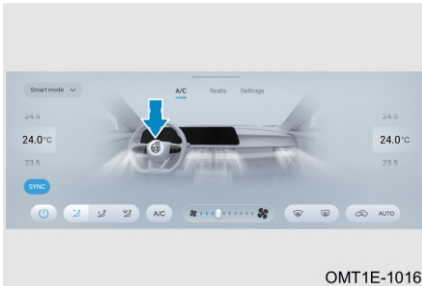 Smart mode
A/C Seats Settings
24.5 24.5
24.0°C 24.0°C
23.5 23.5
SYNC
A/C AUTO
OMT1E-1016